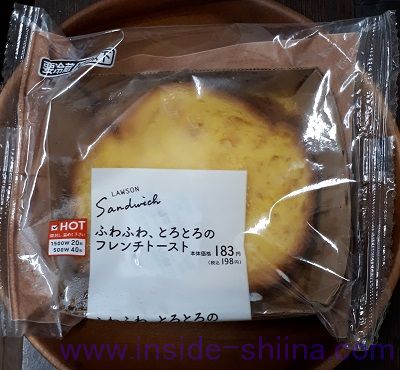 要冷蔵
LAWSON
Sandwich
ふわふわ、とろとろの
フレンチトースト
本体価格 183円
(税込198円)
HOT
1500W 20秒
500W 40秒
ふわふわ、とろとろの
www.inside-shiina.com